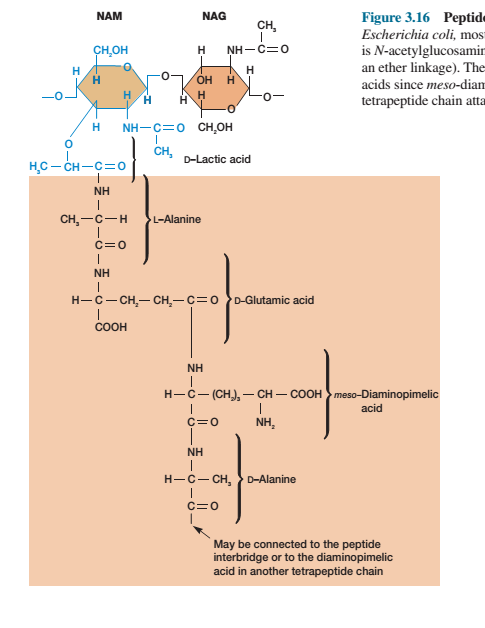 NAM
NAG
Figure 3.16 Peptid
Escherichia coli, mos
is N-acetylglucosamin
an ether linkage). The
acids since meso-diam
tetrapeptide chain atta
CH₃
CH₂OH
H NH—C=O
H H O O H H
OH H
—O H H H O O—
H NH—C=O CH₂OH
O CH₃
D–Lactic acid
H₃C—CH—C=O
NH
CH₃—C—H L–Alanine
C=O
NH
H—C—CH₂—CH₂—C=O D–Glutamic acid
COOH
NH
H—C—(CH₂)₃—CH—COOH meso–Diaminopimelic
acid
C=O NH₂
NH
H—C—CH₃ D–Alanine
C=O
May be connected to the peptide
interbridge or to the diaminopimelic
acid in another tetrapeptide chain